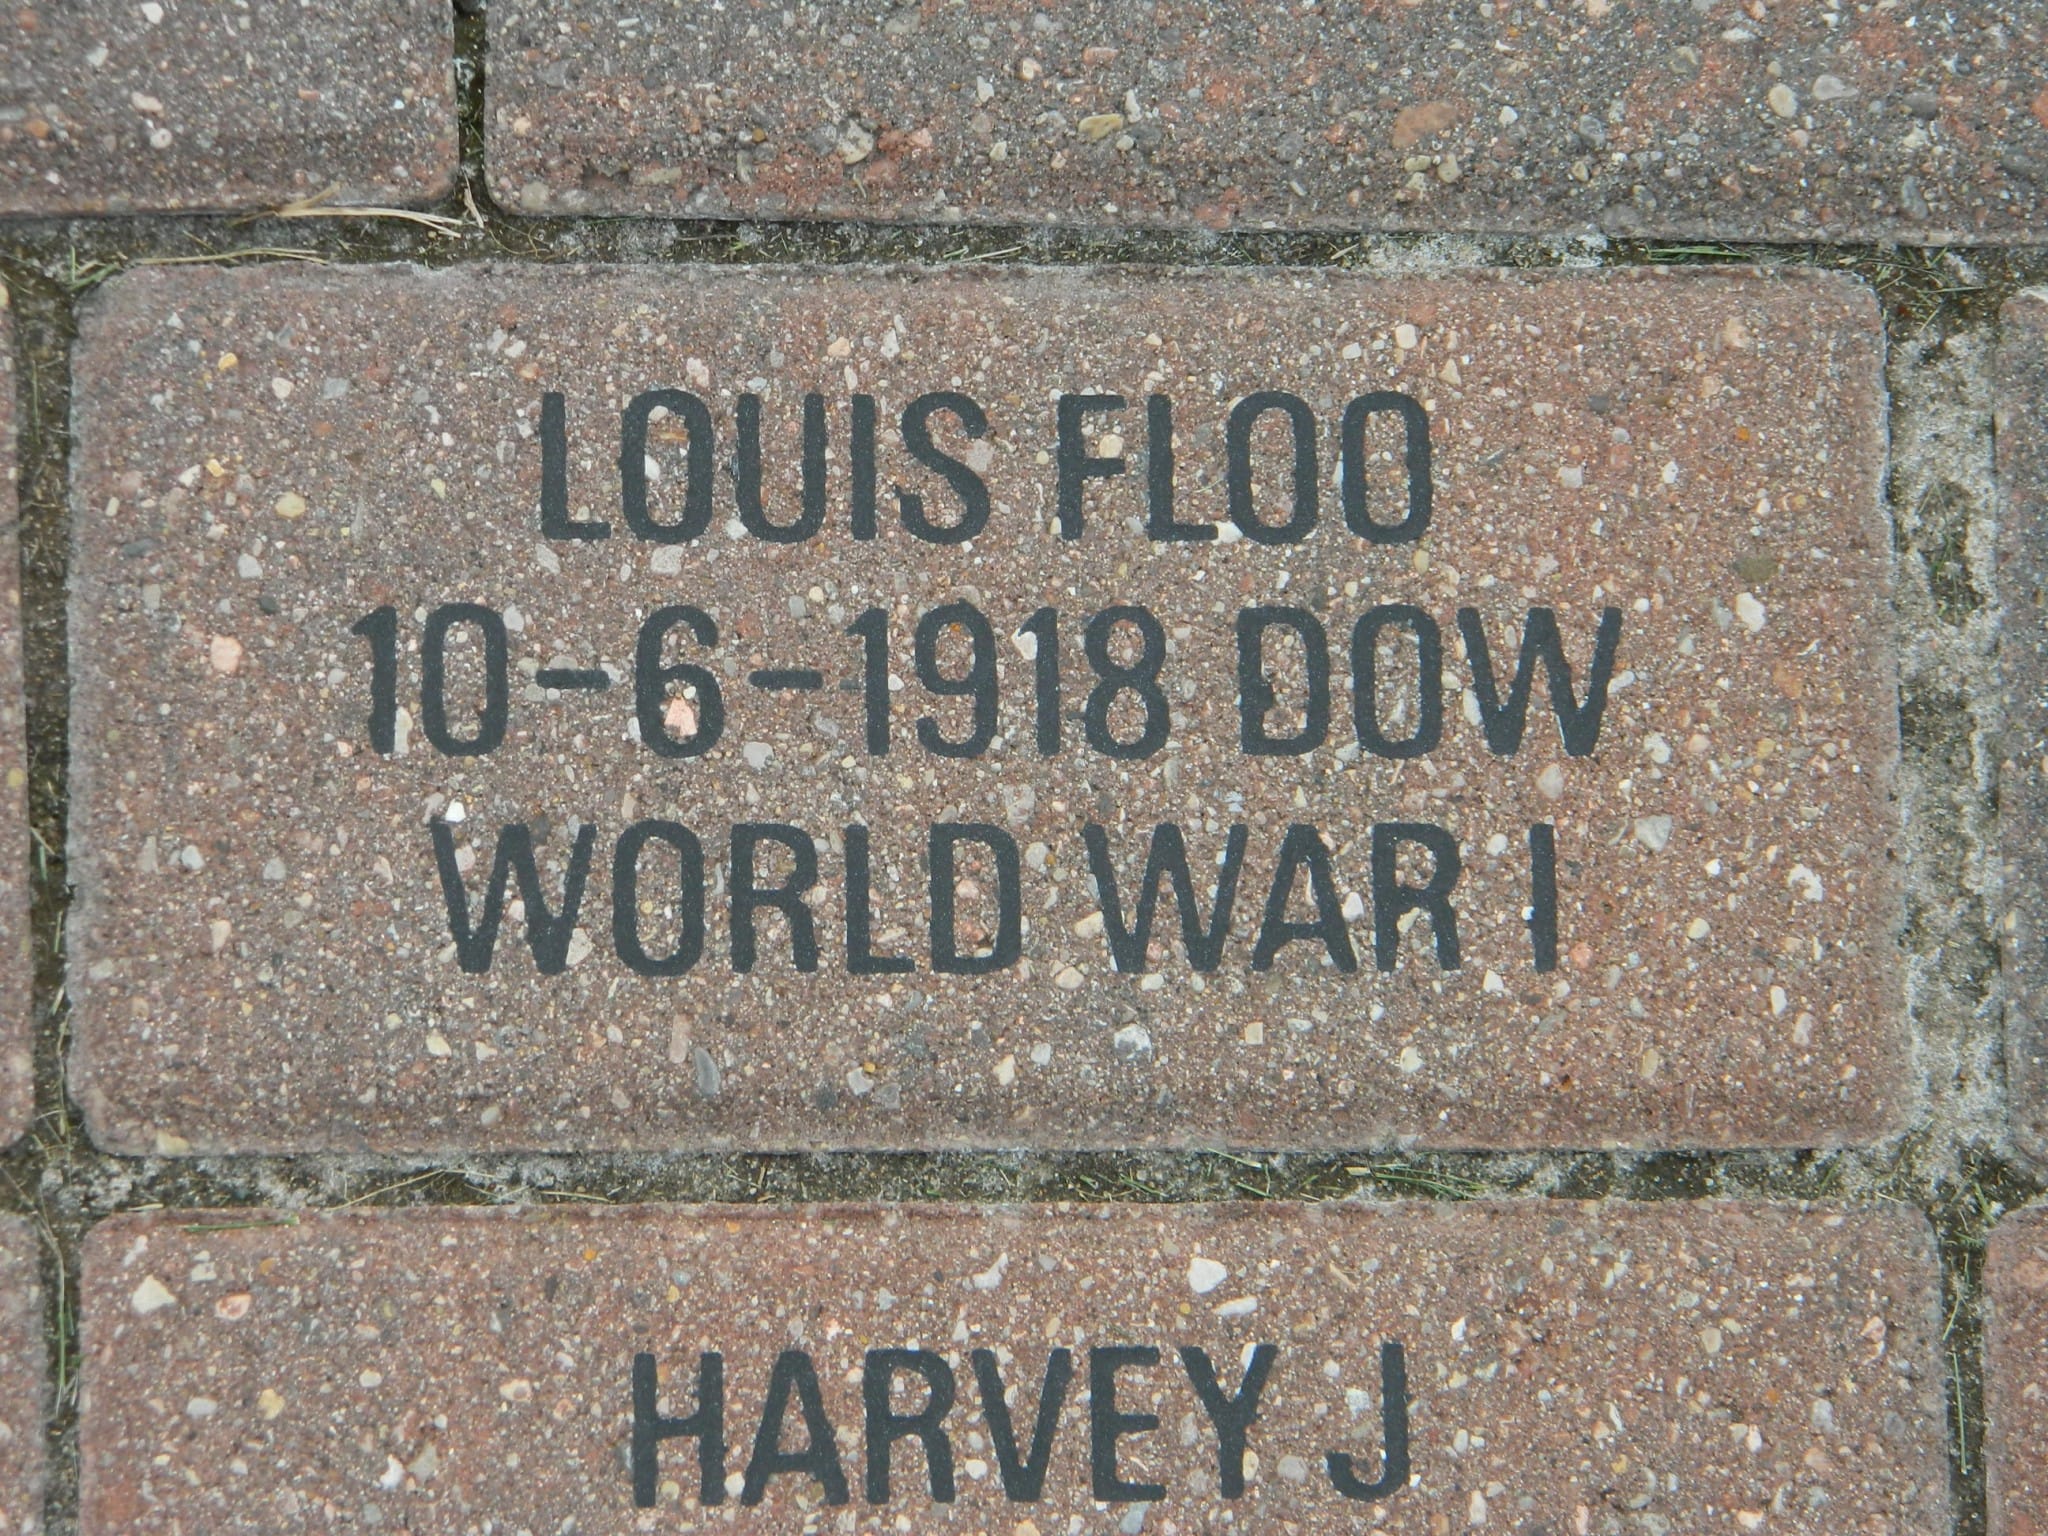 LOUIS FLOO
10-6-1918 DOW
WORLD WAR I
HARVEY J